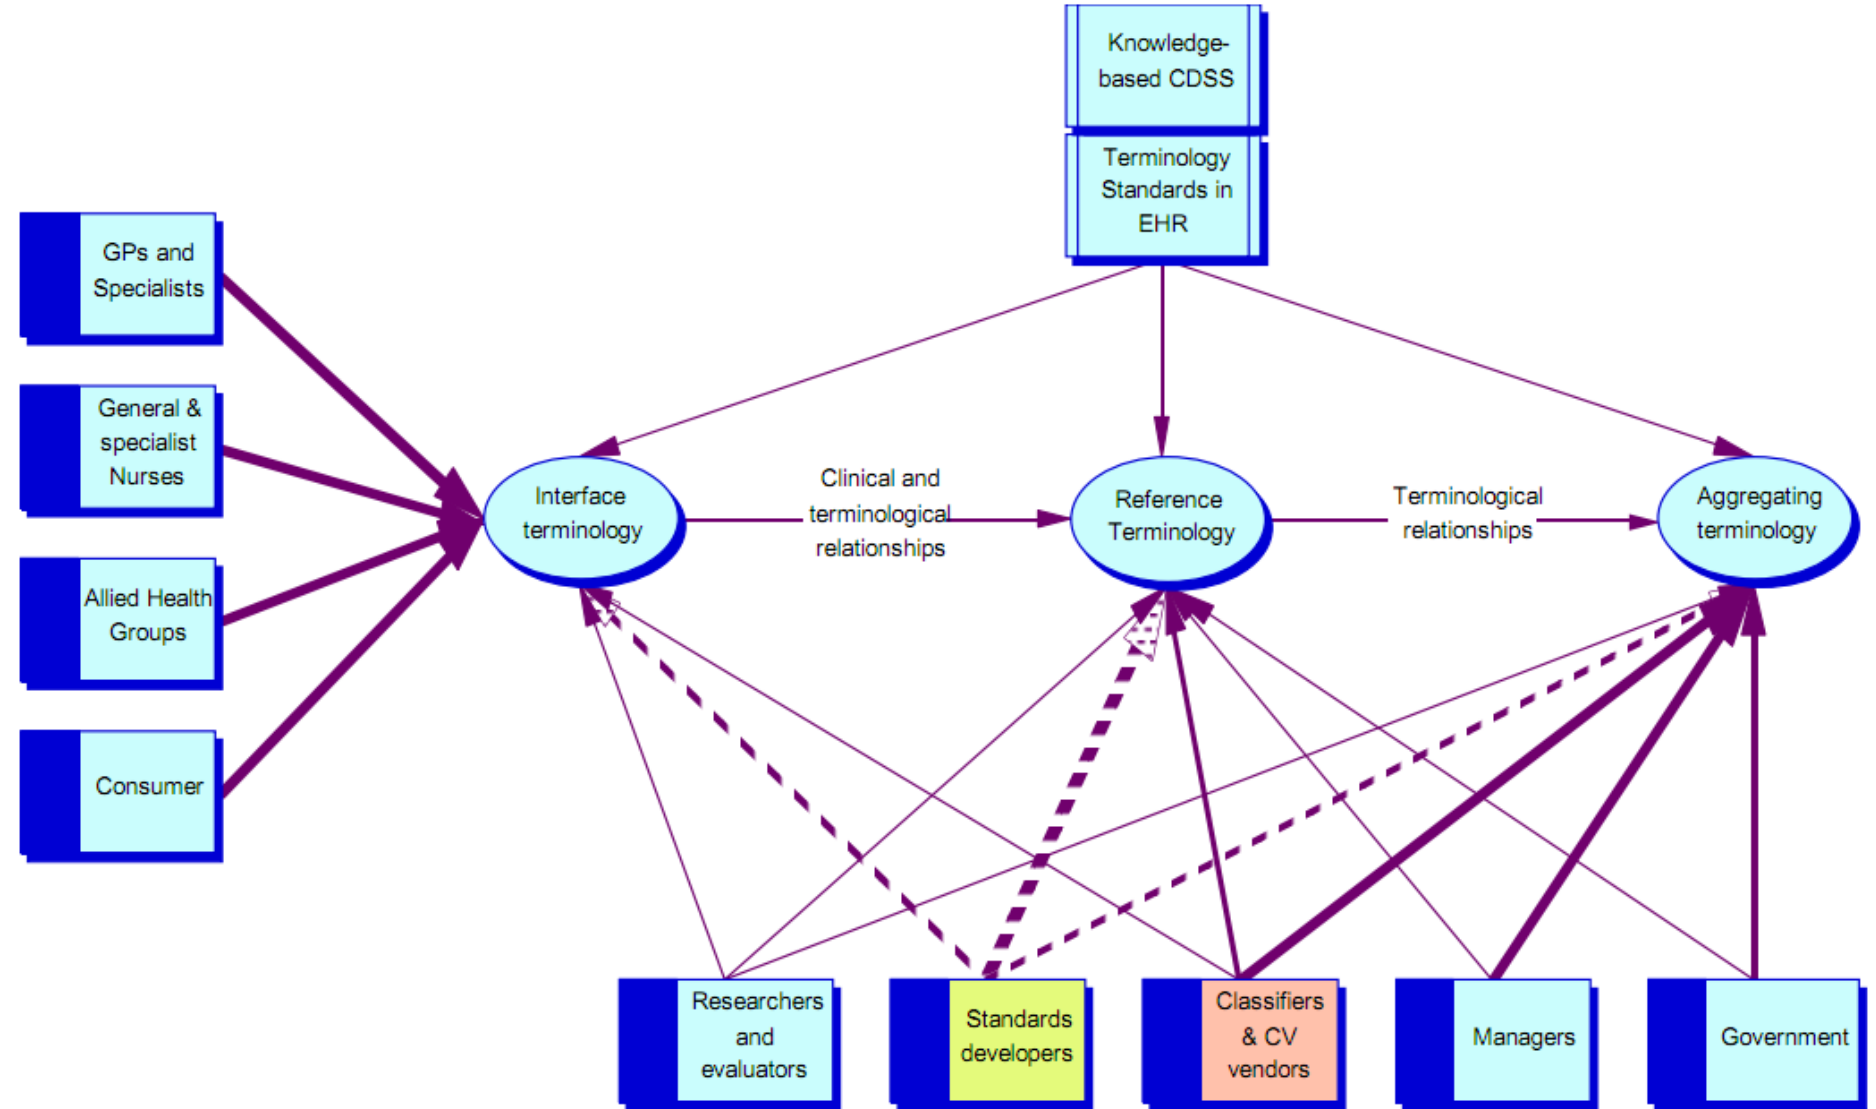 Knowledge-
based CDSS
Terminology
Standards in
EHR
GPs and
Specialists
General &
specialist
Nurses
Allied Health
Groups
Consumer
Interface
terminology
Clinical and
terminological
relationships
Reference
Terminology
Terminological
relationships
Aggregating
terminology
Researchers
and
evaluators
Standards
developers
Classifiers
& CV
vendors
Managers
Government